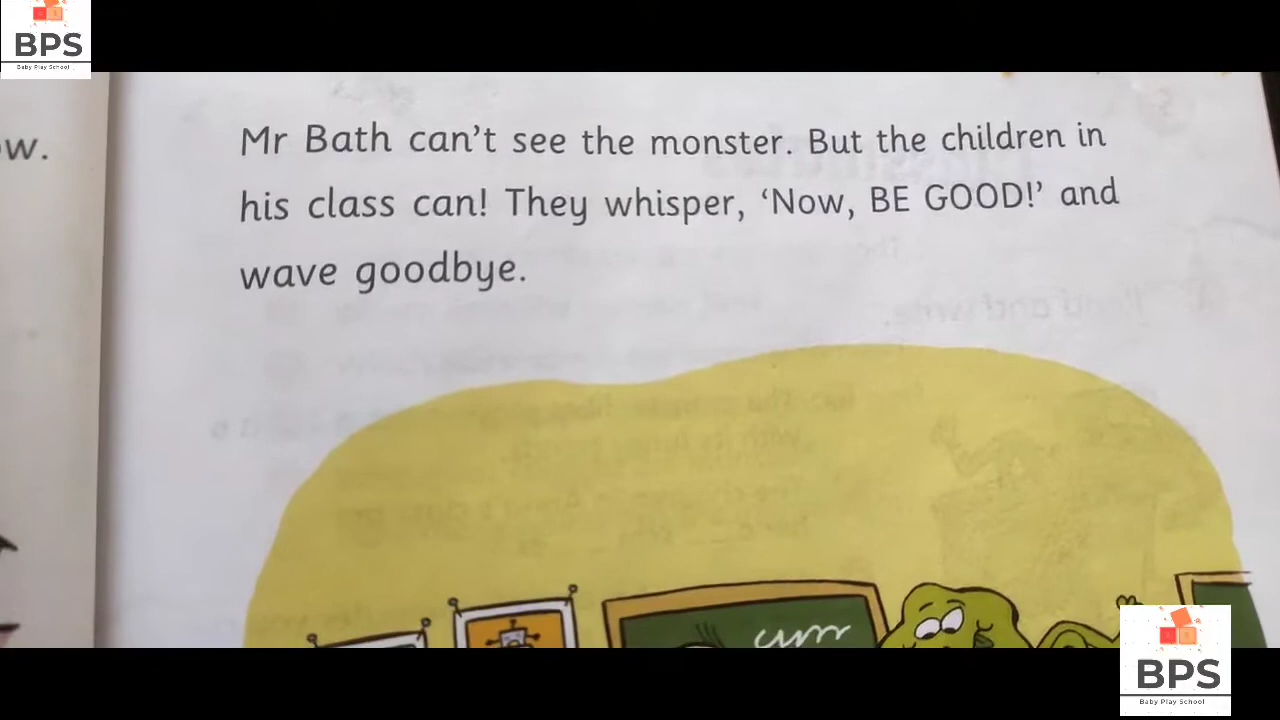 BPS
Baby Play School
ow.
Mr Bath can't see the monster. But the children in
his class can! They whisper, ‘Now, BE GOOD!’ and
wave goodbye.
BPS
Baby Play School